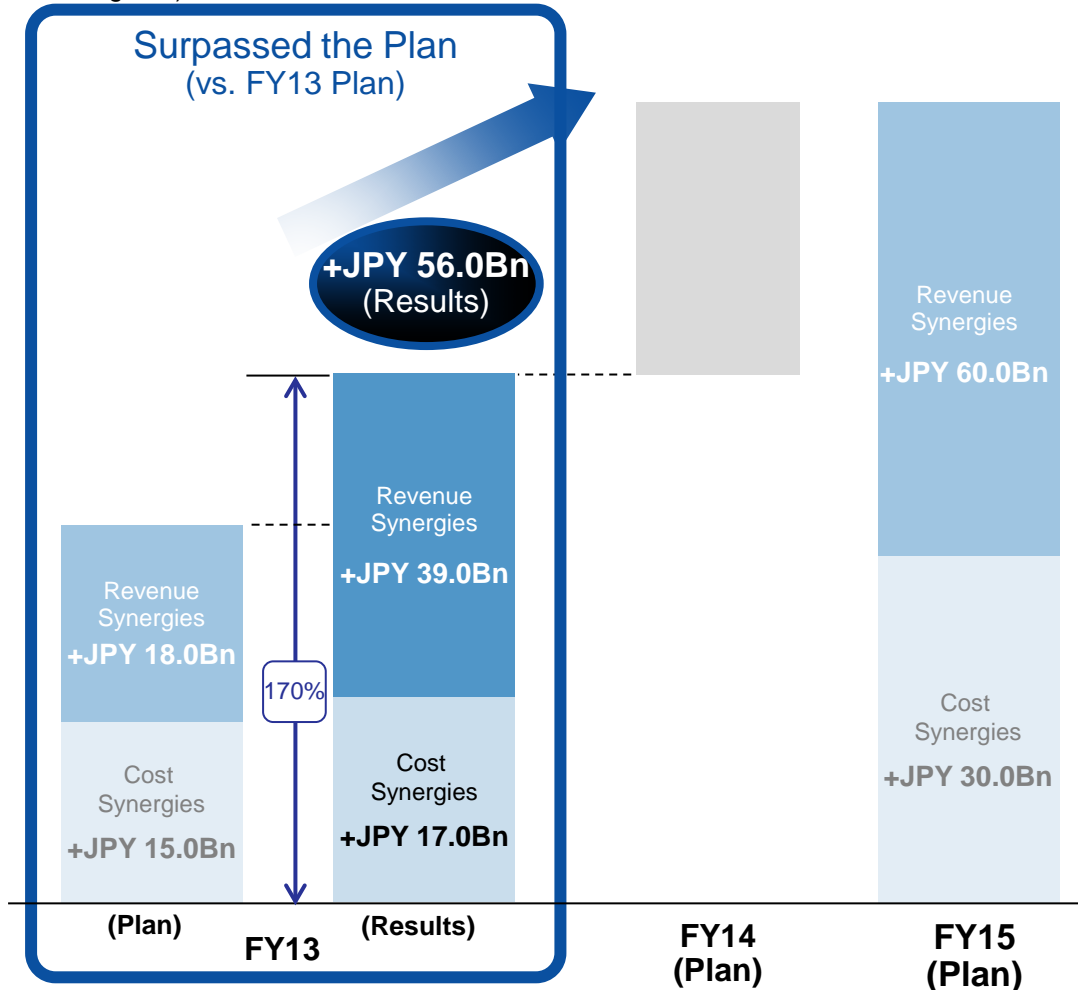 Surpassed the Plan
(vs. FY13 Plan)
+JPY 56.0Bn
(Results)
Revenue
Synergies
+JPY 60.0Bn
Revenue
Synergies
+JPY 39.0Bn
Revenue
Synergies
+JPY 18.0Bn
170%
Cost
Synergies
+JPY 30.0Bn
Cost
Synergies
+JPY 17.0Bn
Cost
Synergies
+JPY 15.0Bn
(Plan)
(Results)
FY13
FY14
(Plan)
FY15
(Plan)